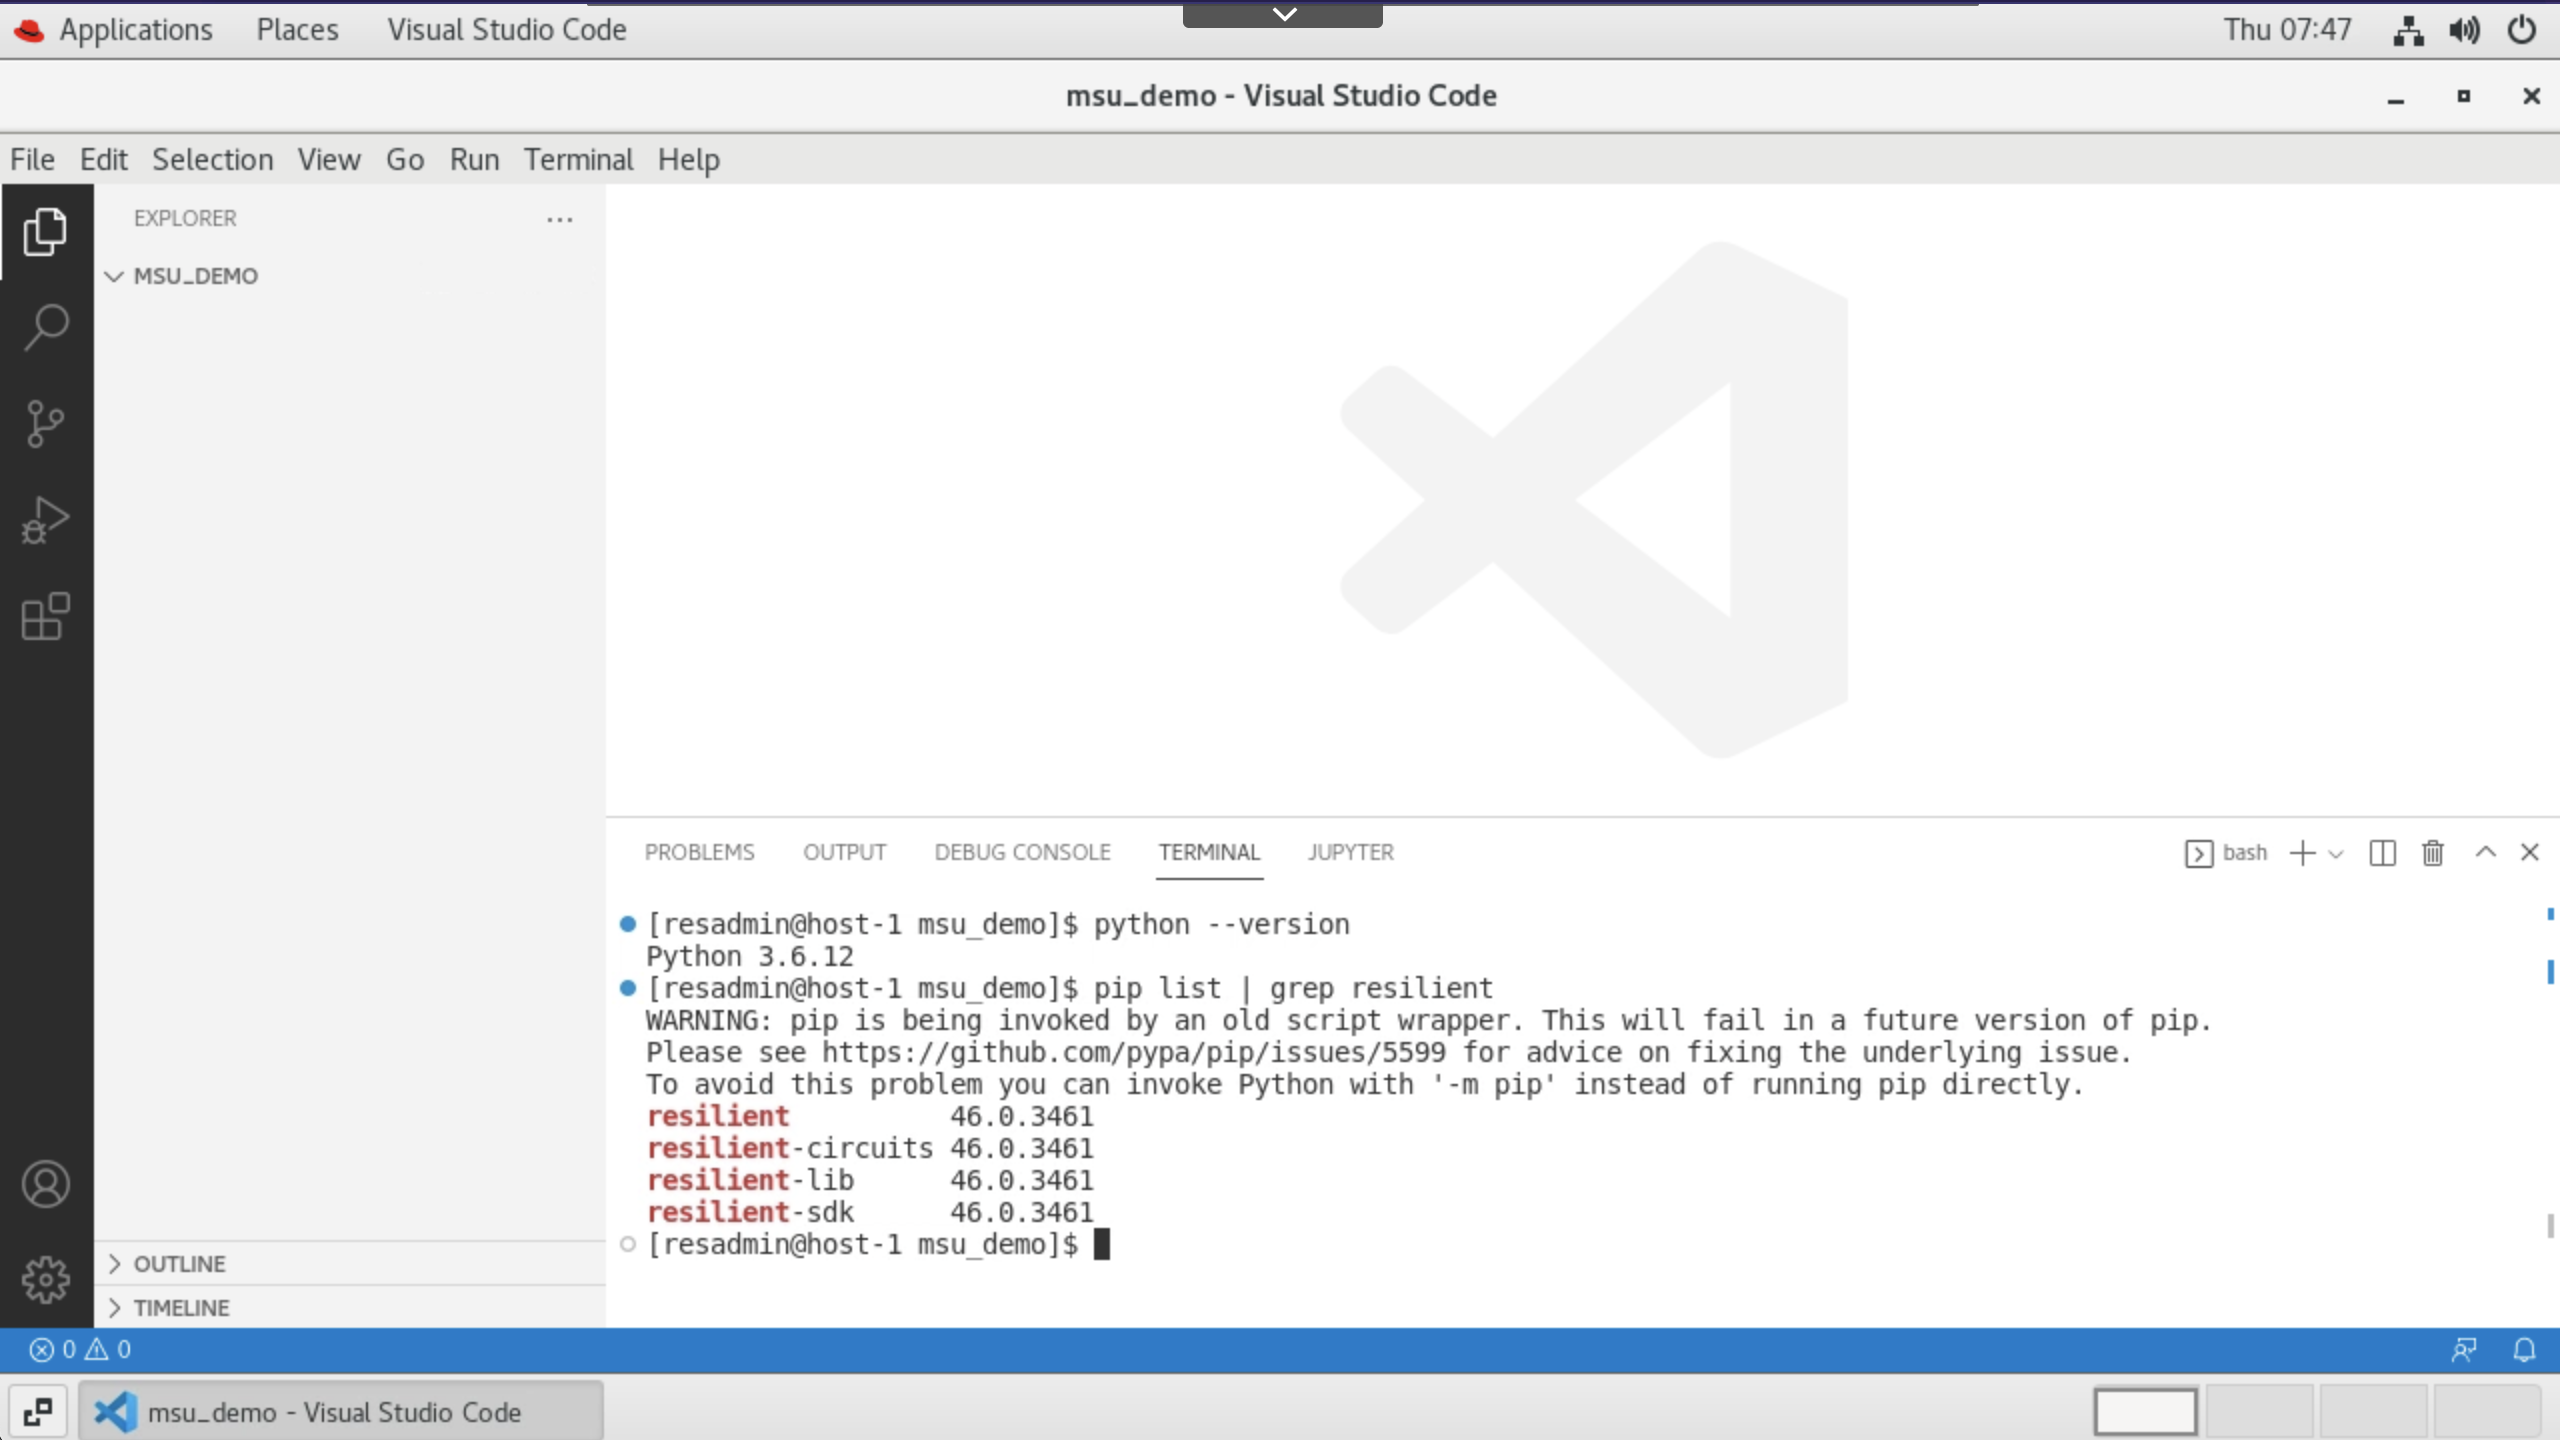 Applications Places Visual Studio Code Thu 07:47
msu_demo - Visual Studio Code
File Edit Selection View Go Run Terminal Help
EXPLORER
MSU_DEMO
PROBLEMS OUTPUT DEBUG CONSOLE TERMINAL JUPYTER bash
[resadmin@host-1 msu_demo]$ python --version
Python 3.6.12
[resadmin@host-1 msu_demo]$ pip list | grep resilient
WARNING: pip is being invoked by an old script wrapper. This will fail in a future version of pip.
Please see https://github.com/pypa/pip/issues/5599 for advice on fixing the underlying issue.
To avoid this problem you can invoke Python with '-m pip' instead of running pip directly.
resilient 46.0.3461
resilient-circuits 46.0.3461
resilient-lib 46.0.3461
resilient-sdk 46.0.3461
[resadmin@host-1 msu_demo]$
OUTLINE
TIMELINE
0 0
msu_demo - Visual Studio Code